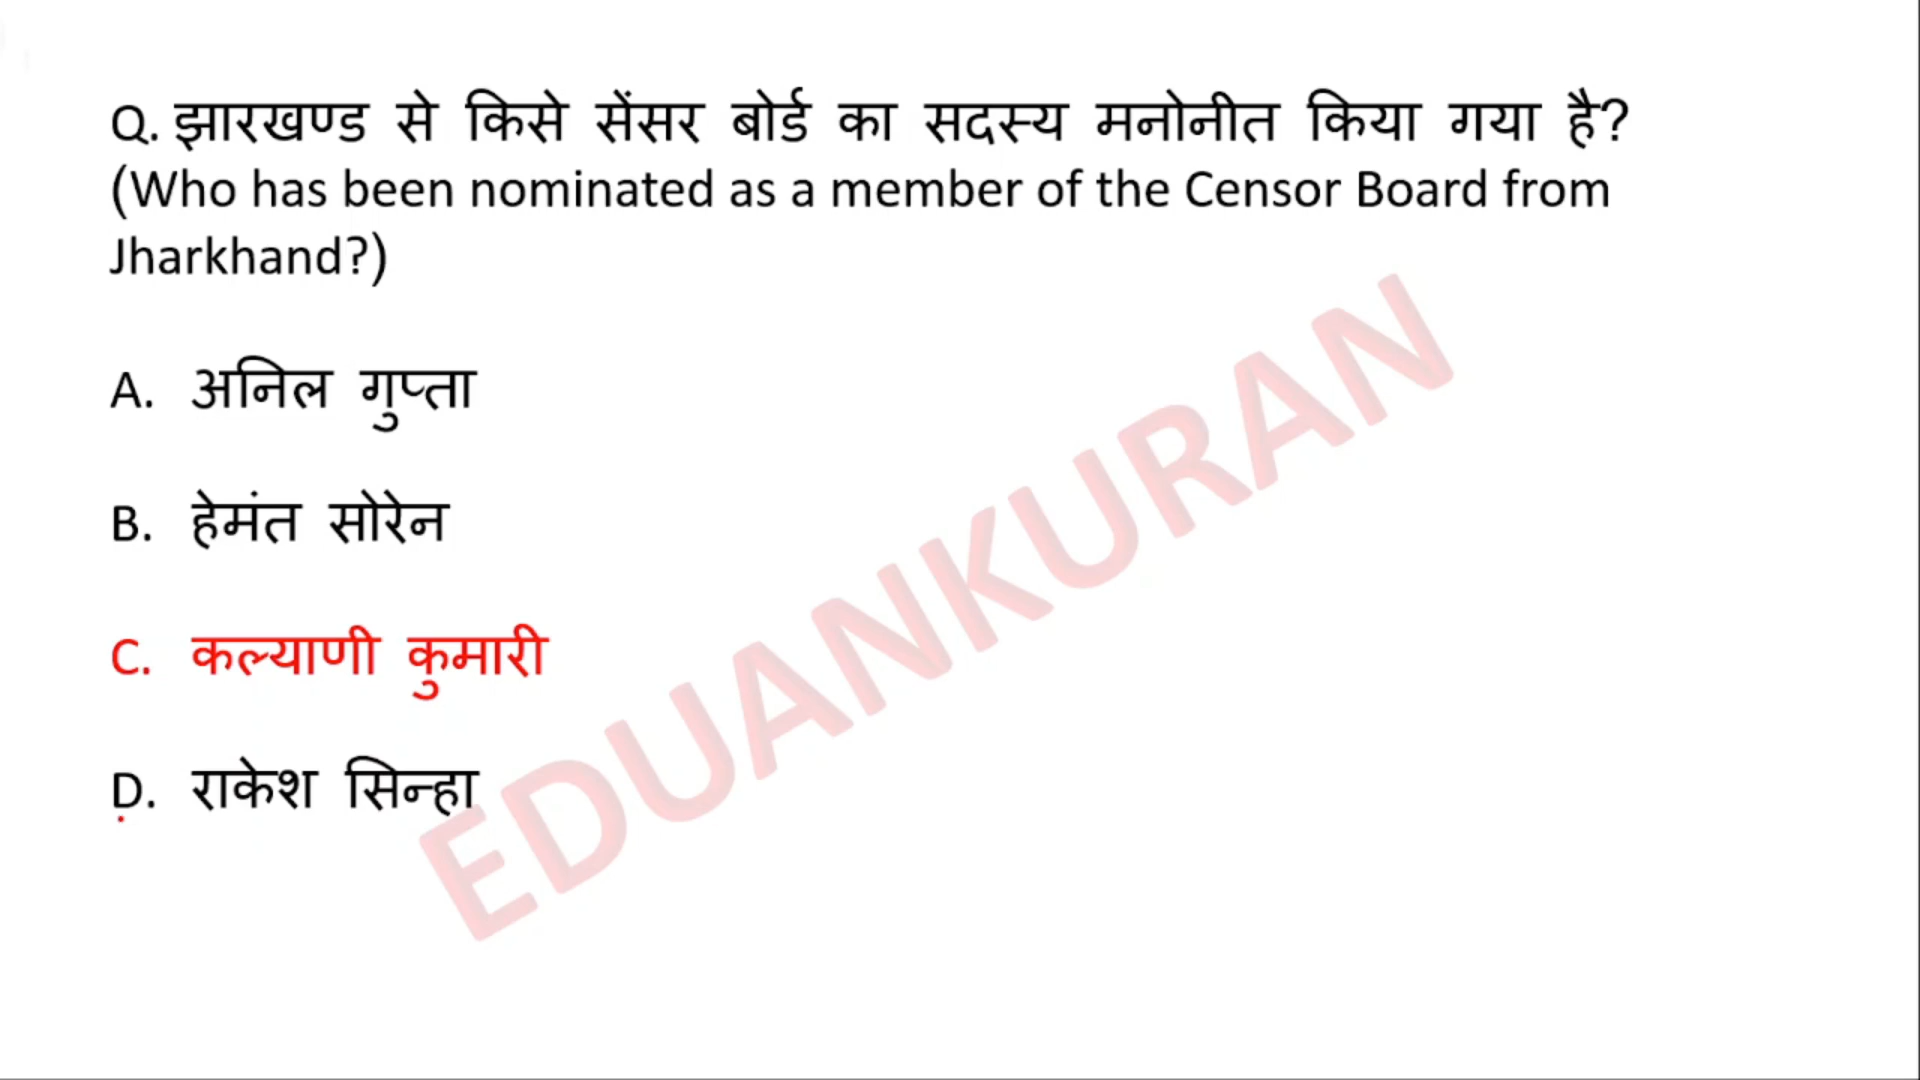 Q. झारखण्ड से किसे सेंसर बोर्ड का सदस्य मनोनीत किया गया है?
(Who has been nominated as a member of the Censor Board from
Jharkhand?)
A. अनिल गुप्ता
B. हेमंत सोरेन
C. कल्याणी कुमारी
D. राकेश सिन्हा
EDUANKURAN